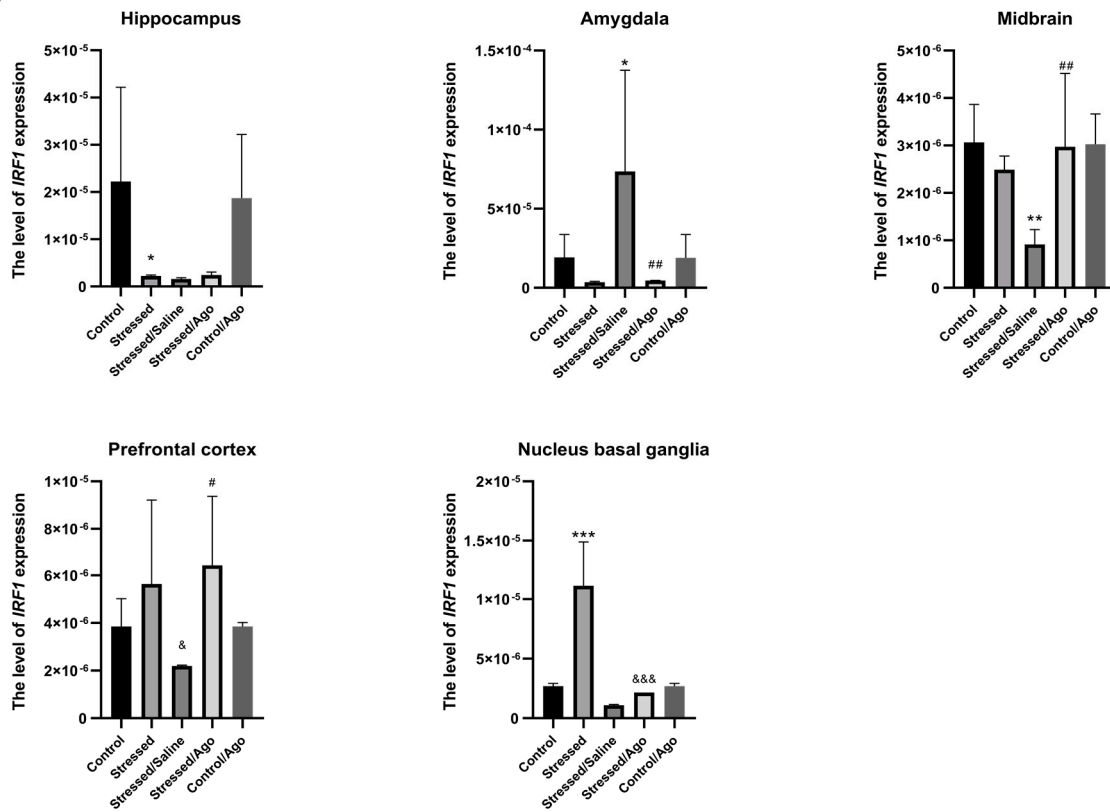 Hippocampus
The level of IRF1 expression
5×10⁻⁵
4×10⁻⁵
3×10⁻⁵
2×10⁻⁵
1×10⁻⁵
0
*
Control
Stressed
Stressed/Saline
Stressed/Ago
Control/Ago
Amygdala
The level of IRF1 expression
1.5×10⁻⁴
1×10⁻⁴
5×10⁻⁵
0
*
##
Control
Stressed
Stressed/Saline
Stressed/Ago
Control/Ago
Midbrain
The level of IRF1 expression
5×10⁻⁶
4×10⁻⁶
3×10⁻⁶
2×10⁻⁶
1×10⁻⁶
0
**
##
Control
Stressed
Stressed/Saline
Stressed/Ago
Control/Ago
Prefrontal cortex
The level of IRF1 expression
1×10⁻⁵
8×10⁻⁶
6×10⁻⁶
4×10⁻⁶
2×10⁻⁶
0
&
#
Control
Stressed
Stressed/Saline
Stressed/Ago
Control/Ago
Nucleus basal ganglia
The level of IRF1 expression
2×10⁻⁵
1.5×10⁻⁵
1×10⁻⁵
5×10⁻⁶
0
***
&&&
Control
Stressed
Stressed/Saline
Stressed/Ago
Control/Ago